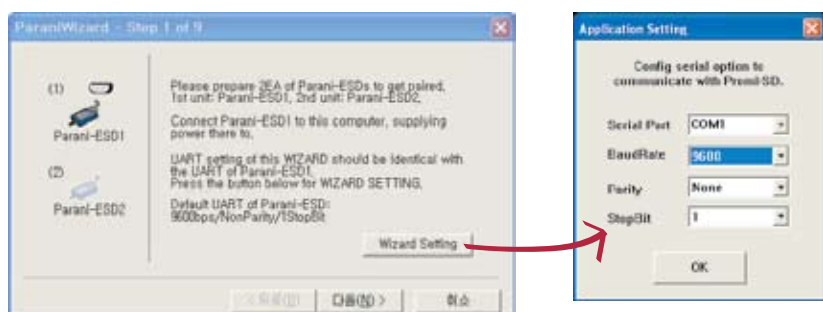 ParaniWizard - Step 1 of 9
(1)
Parani-ESD1
(2)
Parani-ESD2
Please prepare 2EA of Parani-ESDs to get paired.
1st unit: Parani-ESD1, 2nd unit: Parani-ESD2,
Connect Parani-ESD1 to this computer, supplying
power there to,
UART setting of this WIZARD should be identical with
the UART of Parani-ESD1,
Press the button below for WIZARD SETTING,
Default UART of Parani-ESD:
9600bps/NonParity/1StopBit
Wizard Setting
다음(N) >
취소
Application Setting
Config serial option to
communicate with Promi-SD.
Serial Port
COM1
BaudRate
9600
Parity
None
StopBit
1
OK